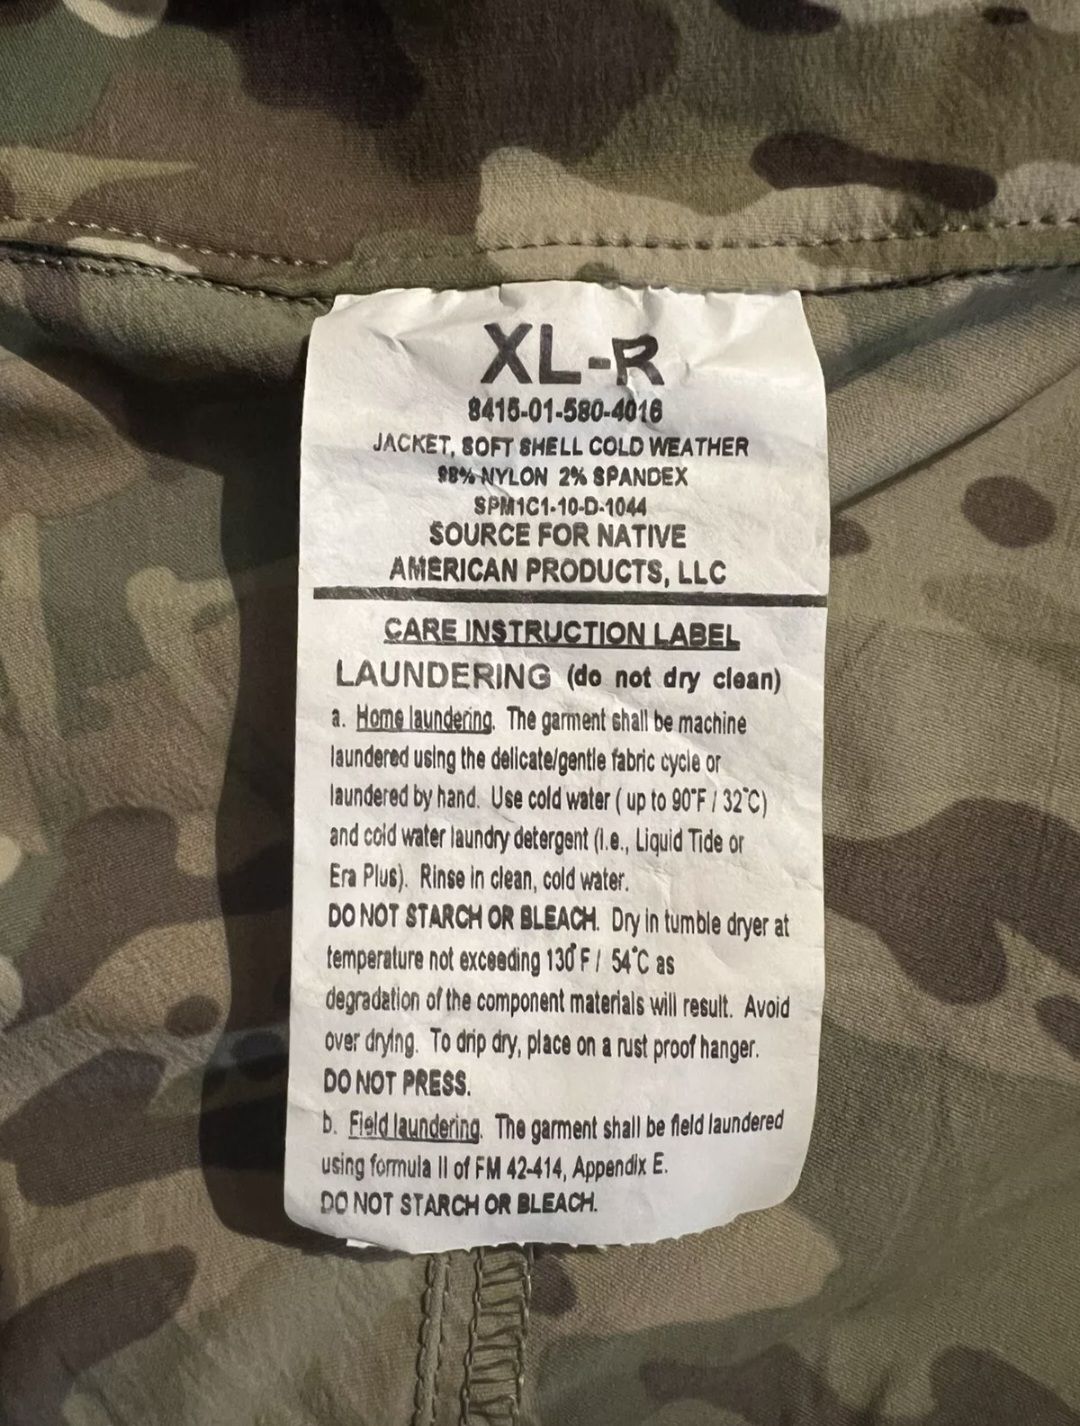 XL-R
8415-01-580-4016
JACKET, SOFT SHELL COLD WEATHER
98% NYLON 2% SPANDEX
SPM1C1-10-D-1044
SOURCE FOR NATIVE
AMERICAN PRODUCTS, LLC
CARE INSTRUCTION LABEL
LAUNDERING (do not dry clean)
a. Home laundering. The garment shall be machine
laundered using the delicate/gentle fabric cycle or
laundered by hand. Use cold water ( up to 90°F / 32°C)
and cold water laundry detergent (i.e., Liquid Tide or
Era Plus). Rinse in clean, cold water.
DO NOT STARCH OR BLEACH. Dry in tumble dryer at
temperature not exceeding 130°F / 54°C as
degradation of the component materials will result. Avoid
over drying. To drip dry, place on a rust proof hanger.
DO NOT PRESS.
b. Field laundering. The garment shall be field laundered
using formula II of FM 42-414, Appendix E.
DO NOT STARCH OR BLEACH.